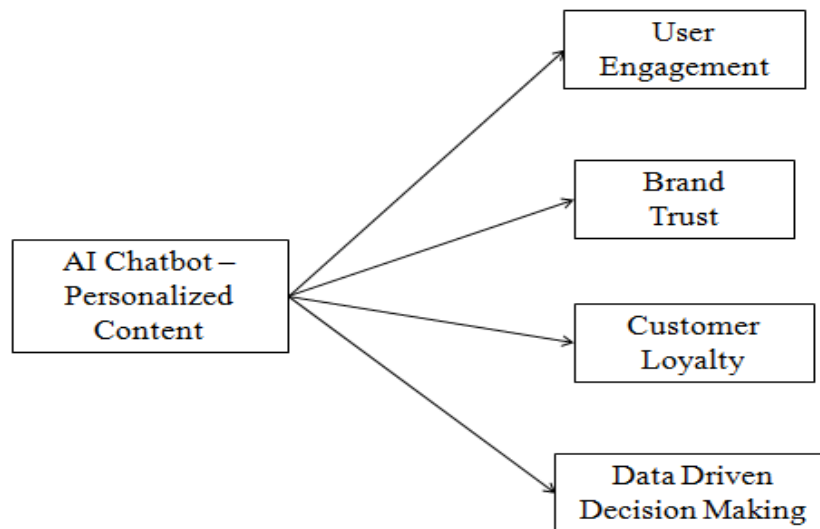 User
Engagement
Brand
Trust
AI Chatbot –
Personalized
Content
Customer
Loyalty
Data Driven
Decision Making